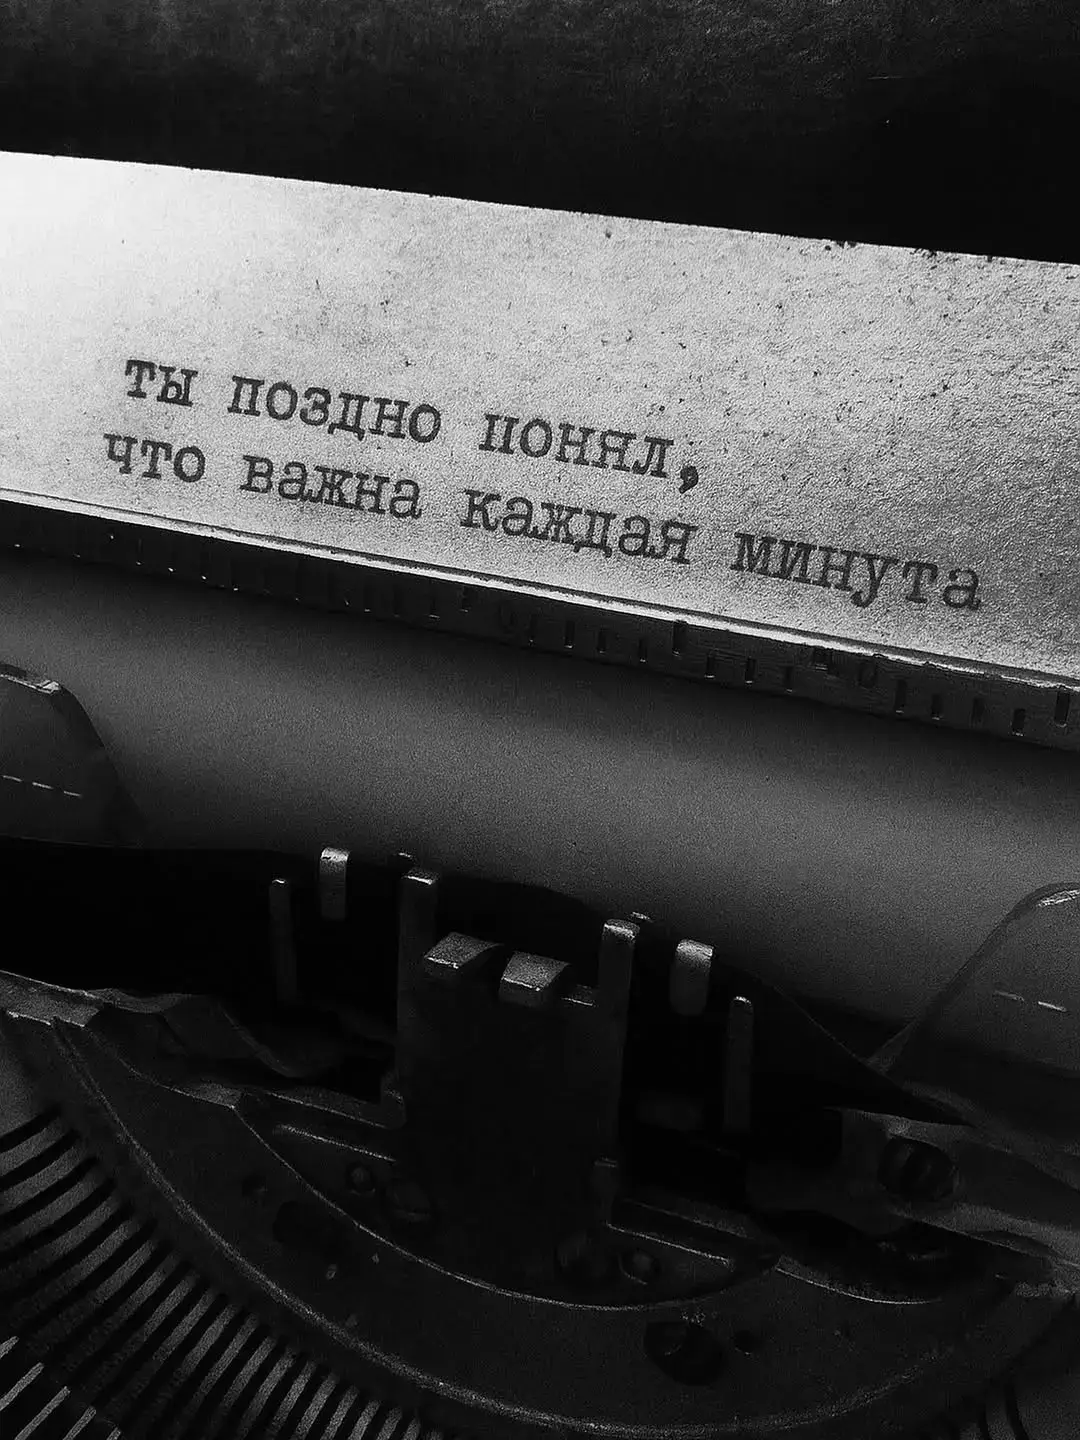 ты поздно понял,
что важна каждая минута